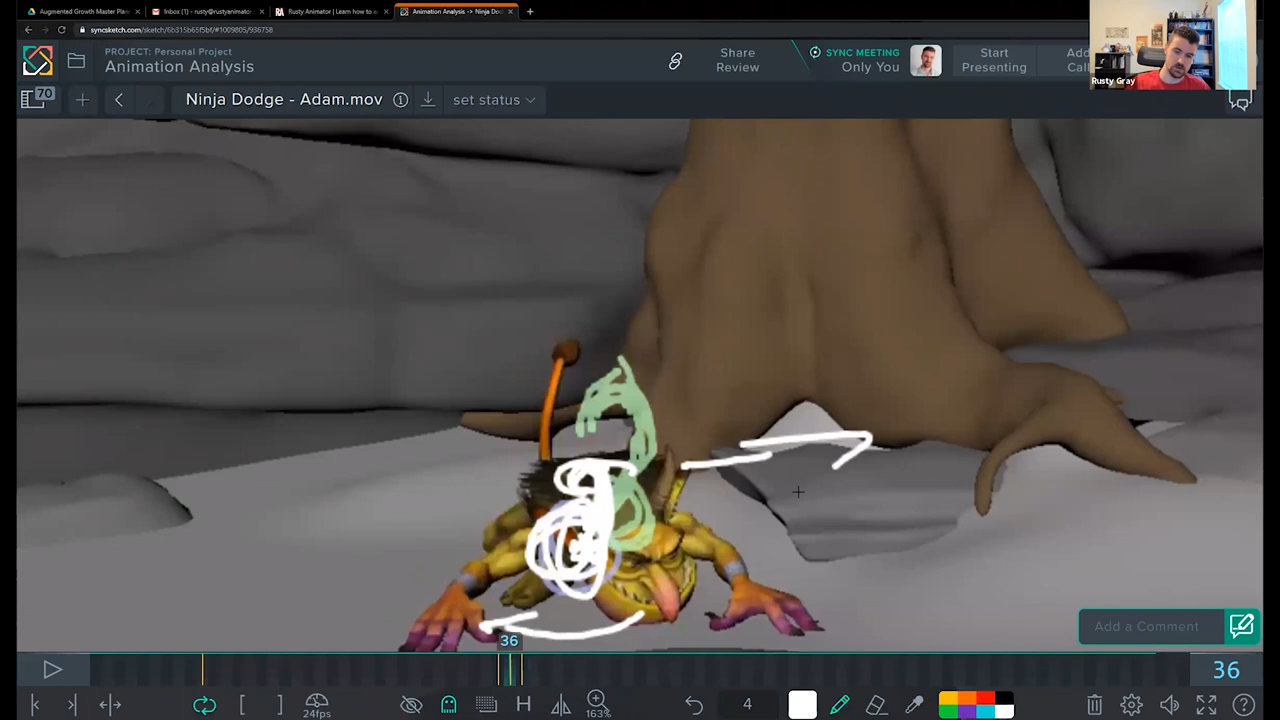 Augmented Growth Master Plan
Inbox (1) - rusty@rustyanimator
Rusty Animator | Learn how to a
Animation Analysis -> Ninja Do
syncsketch.com/sketch/6b315b65f5bf/#1009805/936758
PROJECT: Personal Project
Animation Analysis
Share Review
SYNC MEETING
Only You
Start Presenting
Add
Call
Rusty Gray
70
Ninja Dodge - Adam.mov
set status
Add a Comment
36
36
24fps
H
163%
4